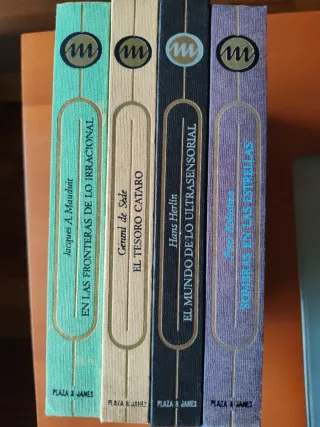 m
Jacques A. Mauduit
EN LAS FRONTERAS DE LO IRRACIONAL
PLAZA & JANES
m
Gerard de Sède
EL TESORO CATARO
PLAZA & JANES
m
Hans Herlin
EL MUNDO DE LO ULTRASENSORIAL
PLAZA & JANES
m
SOMBRAS EN LAS ESTRELLAS
PLAZA & JANES